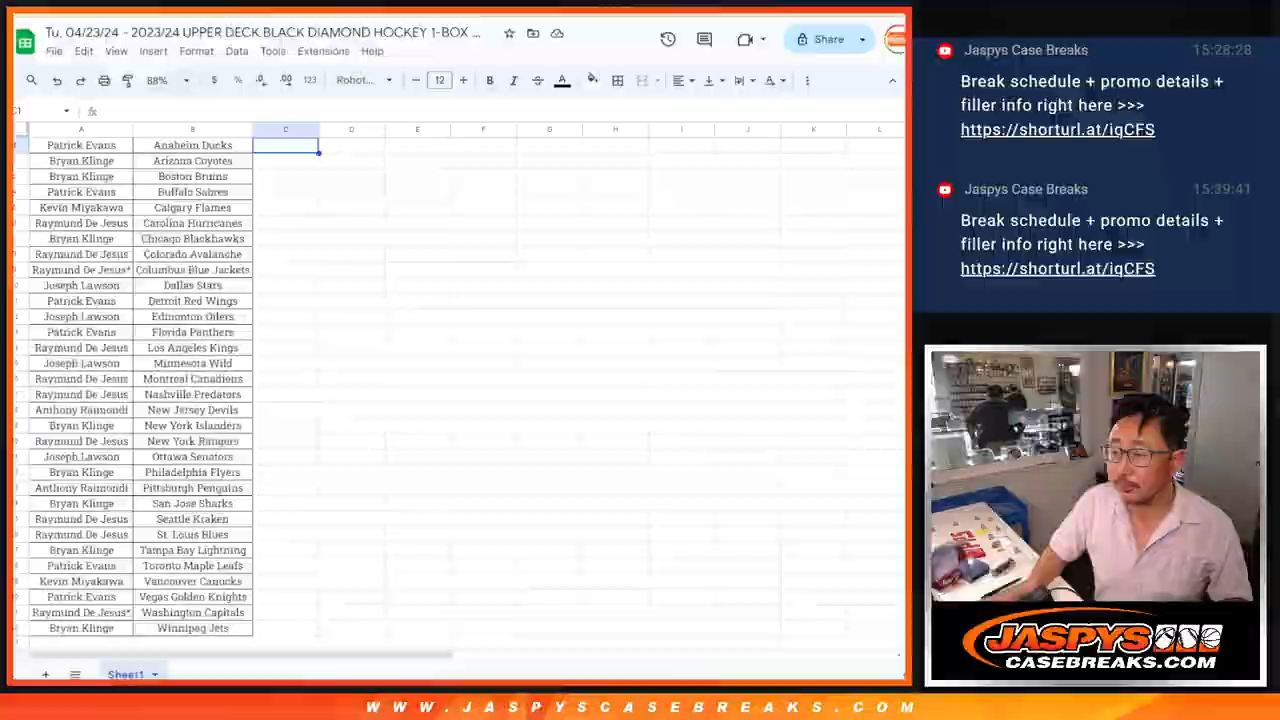 Tu, 04/23/24 - 2023/24 UPPER DECK BLACK DIAMOND HOCKEY 1-BOX ...
File Edit View Insert Format Data Tools Extensions Help
Share
88% $ % .0 .00 123 Robot... 12
C1 fx
A B C D E F G H I J K L
Patrick Evans Anaheim Ducks
Bryan Klinge Arizona Coyotes
Bryan Klinge Boston Bruins
Patrick Evans Buffalo Sabres
Kevin Miyakawa Calgary Flames
Raymund De Jesus Carolina Hurricanes
Bryan Klinge Chicago Blackhawks
Raymund De Jesus Colorado Avalanche
Raymund De Jesus* Columbus Blue Jackets
Joseph Lawson Dallas Stars
Patrick Evans Detroit Red Wings
Joseph Lawson Edmonton Oilers
Patrick Evans Florida Panthers
Raymund De Jesus Los Angeles Kings
Joseph Lawson Minnesota Wild
Raymund De Jesus Montreal Canadiens
Raymund De Jesus Nashville Predators
Anthony Raimondi New Jersey Devils
Bryan Klinge New York Islanders
Raymund De Jesus New York Rangers
Joseph Lawson Ottawa Senators
Bryan Klinge Philadelphia Flyers
Anthony Raimondi Pittsburgh Penguins
Bryan Klinge San Jose Sharks
Raymund De Jesus Seattle Kraken
Raymund De Jesus St. Louis Blues
Bryan Klinge Tampa Bay Lightning
Patrick Evans Toronto Maple Leafs
Kevin Miyakawa Vancouver Canucks
Patrick Evans Vegas Golden Knights
Raymund De Jesus* Washington Capitals
Bryan Klinge Winnipeg Jets
Sheet1
Jaspys Case Breaks 15:28:28
Break schedule + promo details +
filler info right here >>>
https://shorturl.at/iqCFS
Jaspys Case Breaks 15:39:41
Break schedule + promo details +
filler info right here >>>
https://shorturl.at/iqCFS
JASPYS
CASEBREAKS.COM
WWW.JASPYSCASEBREAKS.COM